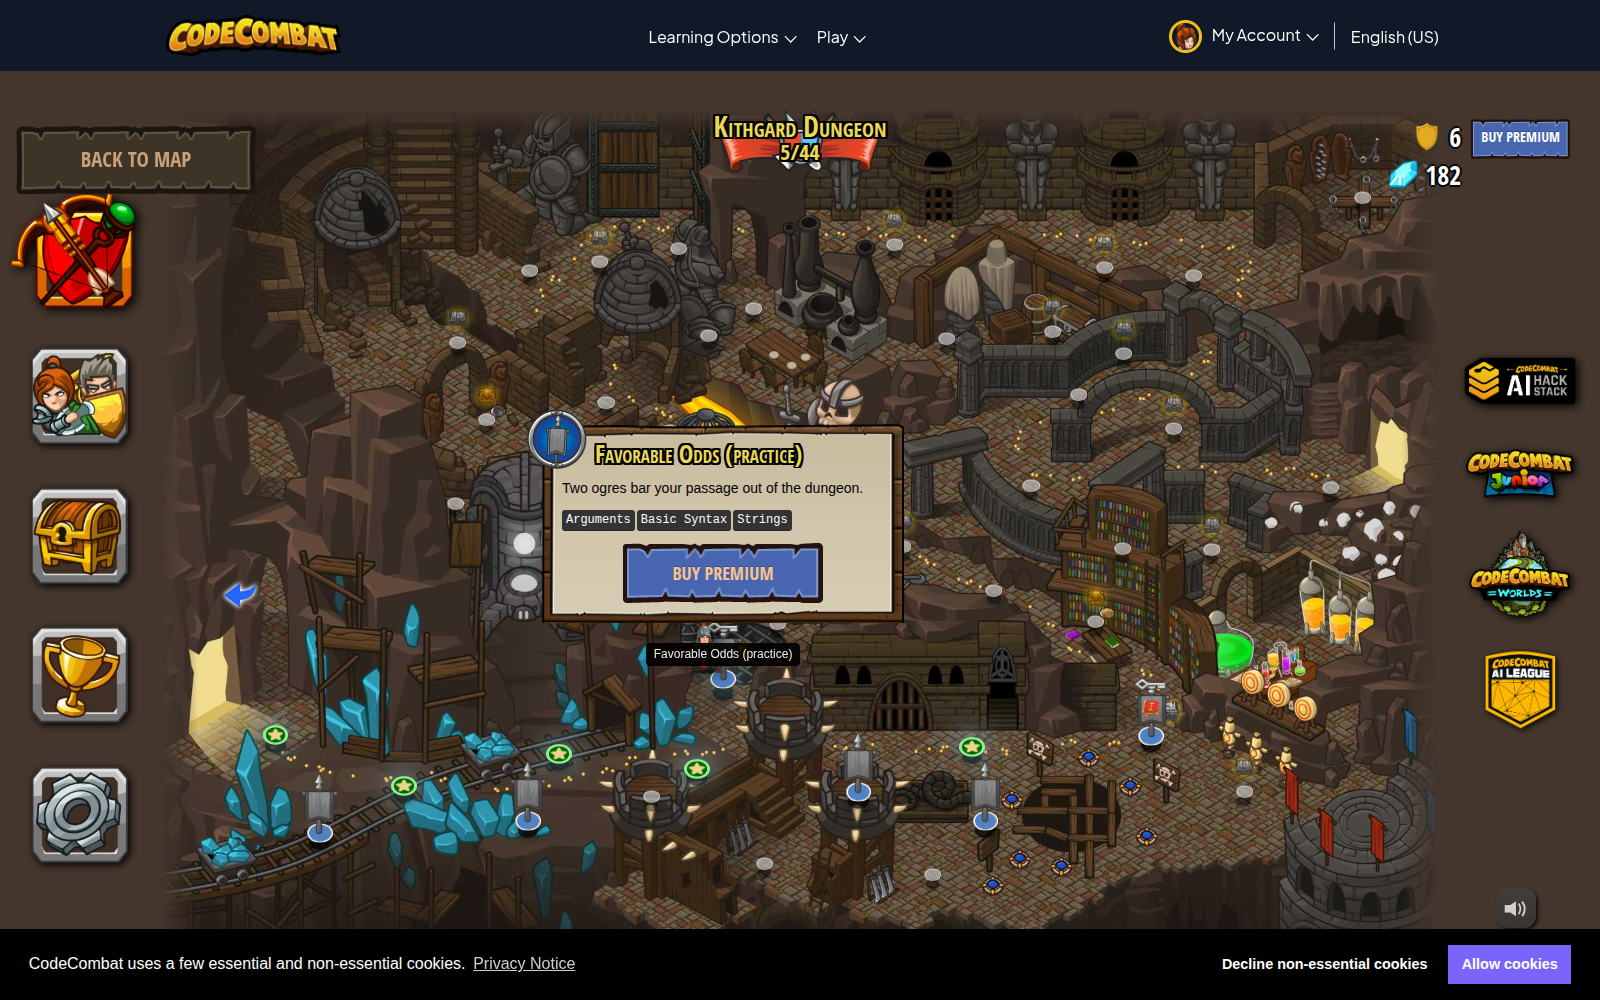 CODECOMBAT
Learning Options
Play
My Account
English (US)
Back to Map
Kithgard Dungeon
5/44
6
Buy Premium
182
Favorable Odds (practice)
Two ogres bar your passage out of the dungeon.
Arguments Basic Syntax Strings
Buy Premium
Favorable Odds (practice)
CODECOMBAT
AI HACK
STACK
CODECOMBAT
Junior
CODECOMBAT
WORLDS
CODECOMBAT
AI LEAGUE
CodeCombat uses a few essential and non-essential cookies. Privacy Notice
Decline non-essential cookies
Allow cookies